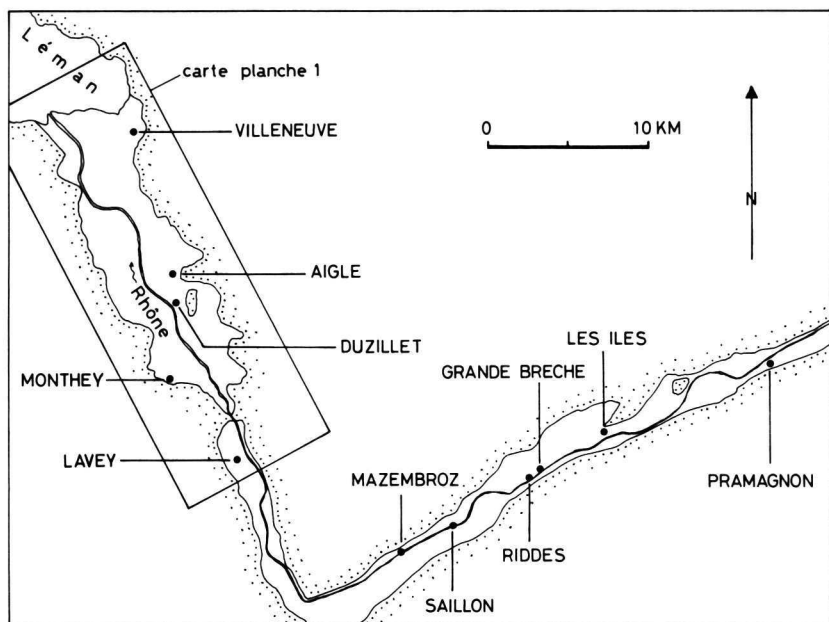 Léman
carte planche 1
VILLENEUVE
0 10 KM
N
AIGLE
Rhône
DUZILLET
LES ILES
MONTHEY
GRANDE BRECHE
LAVEY
MAZEMBROZ
PRAMAGNON
RIDDES
SAILLON